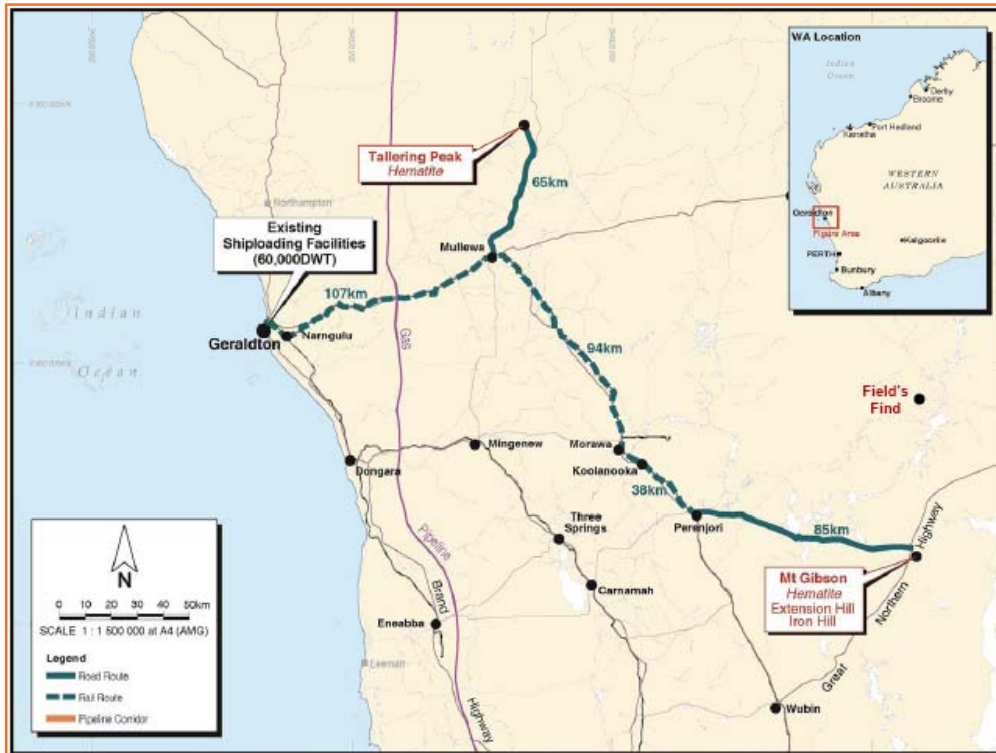 WA Location
Indian
Ocean
Derby
Broome
Port Hedland
Karratha
WESTERN
AUSTRALIA
Geraldton
Figure Area
Kalgoorlie
PERTH
Bunbury
Albany
Tallering Peak
Hematite
65km
Northampton
Existing
Shiploading Facilities
(60,000DWT)
Mullewa
107km
Indian
Ocean
Geraldton
Narngulu
Gas
94km
Field's
Find
Morawa
Mingenew
Koolanooka
Dongara
38km
Three
Springs
Perenjori
85km
Highway
Pipeline
Mt Gibson
Hematite
Extension Hill
Iron Hill
Northern
Carnamah
Brand
Eneabba
Great
Leeman
Highway
Wubin
N
0 10 20 30 40 50km
SCALE 1 : 1 500 000 at A4 (AMG)
Legend
Road Route
Rail Route
Pipeline Corridor